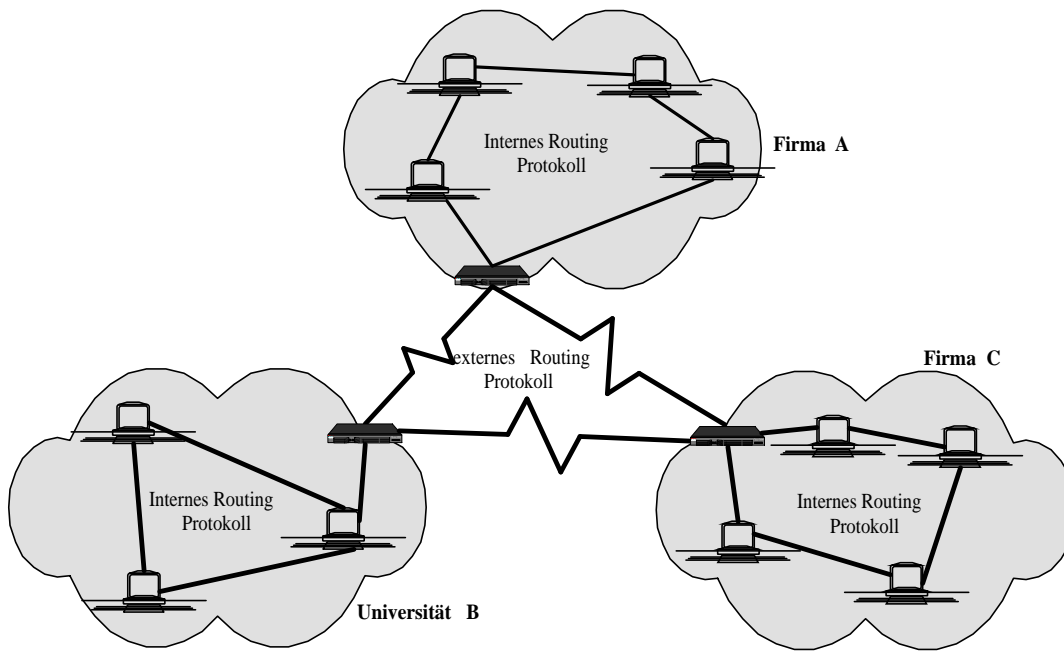 Internes Routing
Protokoll
Firma A
externes Routing
Protokoll
Firma C
Internes Routing
Protokoll
Internes Routing
Protokoll
Universität B